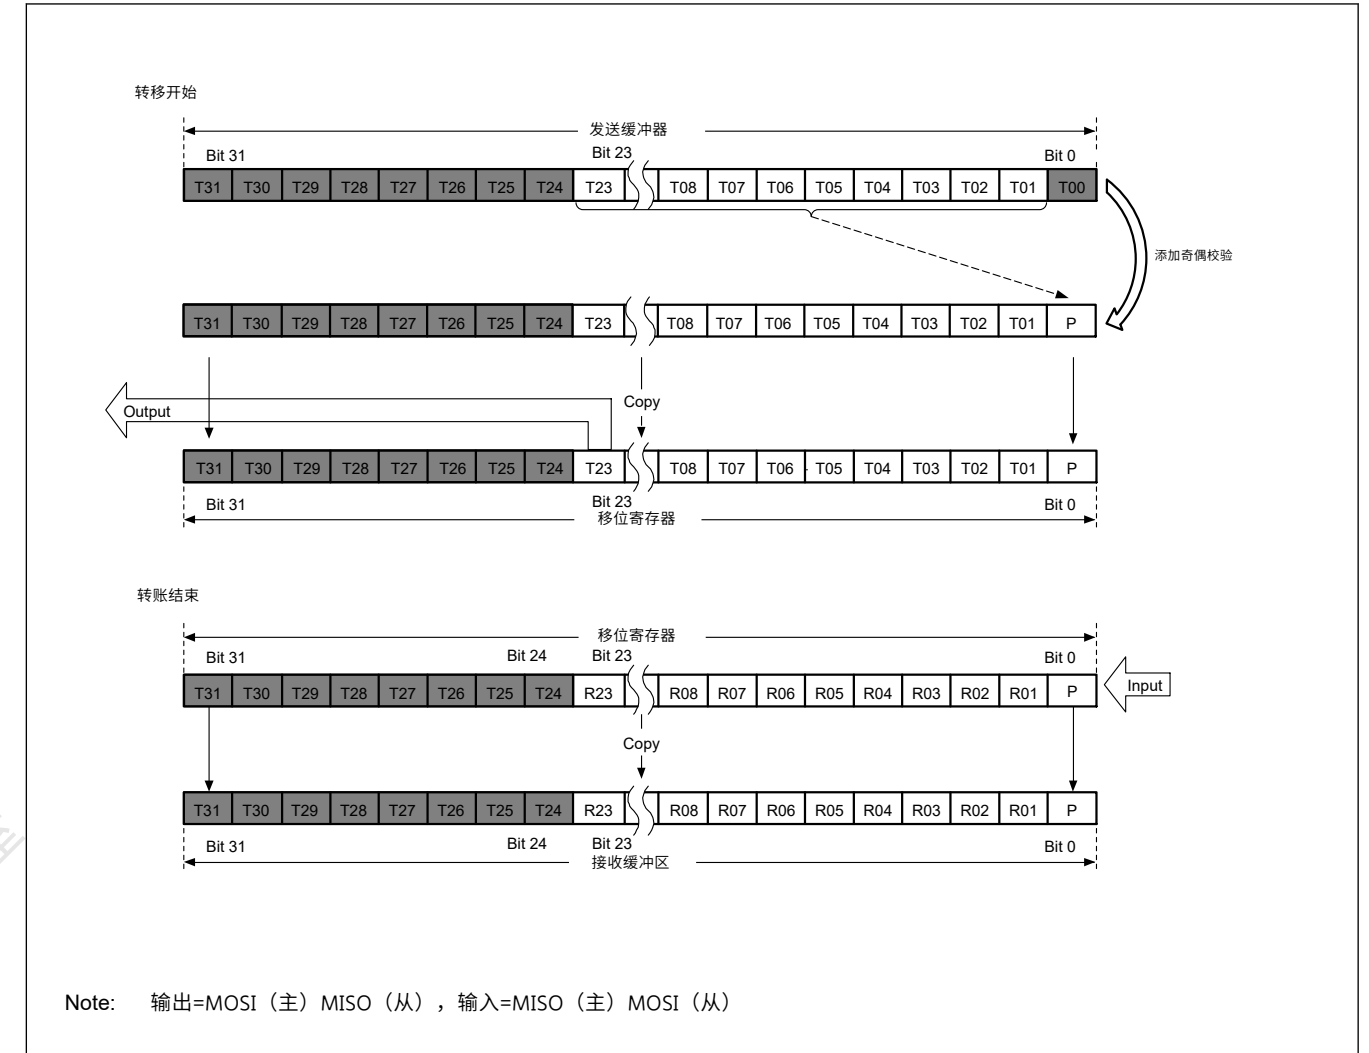 转移开始
发送缓冲器
Bit 31 Bit 23 Bit 0
T31 T30 T29 T28 T27 T26 T25 T24 T23 T08 T07 T06 T05 T04 T03 T02 T01 T00
添加奇偶校验
T31 T30 T29 T28 T27 T26 T25 T24 T23 T08 T07 T06 T05 T04 T03 T02 T01 P
Output
Copy
T31 T30 T29 T28 T27 T26 T25 T24 T23 T08 T07 T06 T05 T04 T03 T02 T01 P
Bit 31 Bit 23 Bit 0
移位寄存器
转账结束
移位寄存器
Bit 31 Bit 24 Bit 23 Bit 0
T31 T30 T29 T28 T27 T26 T25 T24 R23 R08 R07 R06 R05 R04 R03 R02 R01 P
Input
Copy
T31 T30 T29 T28 T27 T26 T25 T24 R23 R08 R07 R06 R05 R04 R03 R02 R01 P
Bit 31 Bit 24 Bit 23 Bit 0
接收缓冲区
Note: 输出=MOSI（主）MISO（从），输入=MISO（主）MOSI（从）